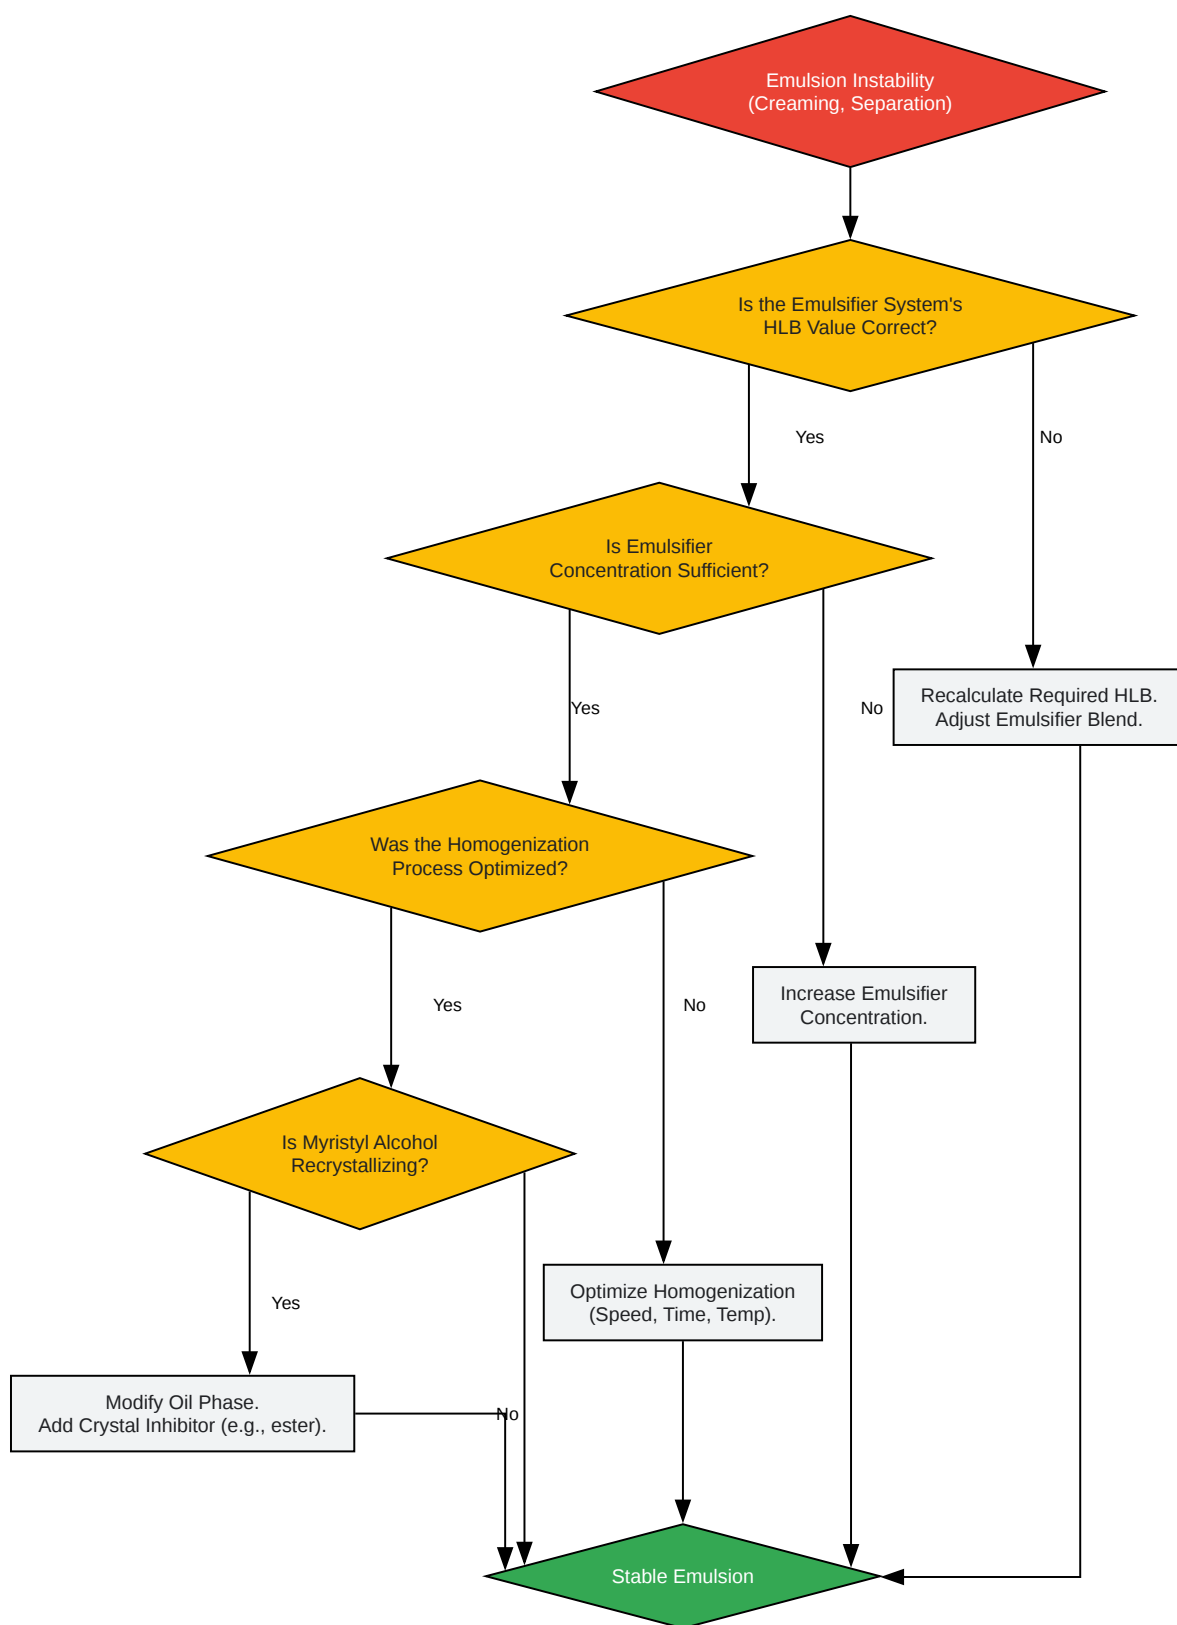 Emulsion Instability
(Creaming, Separation)
Is the Emulsifier System's
HLB Value Correct?
Yes
No
Is Emulsifier
Concentration Sufficient?
Yes
No
Recalculate Required HLB.
Adjust Emulsifier Blend.
Was the Homogenization
Process Optimized?
Yes
No
Increase Emulsifier
Concentration.
Is Myristyl Alcohol
Recrystallizing?
Yes
Optimize Homogenization
(Speed, Time, Temp).
Modify Oil Phase.
Add Crystal Inhibitor (e.g., ester).
No
Stable Emulsion